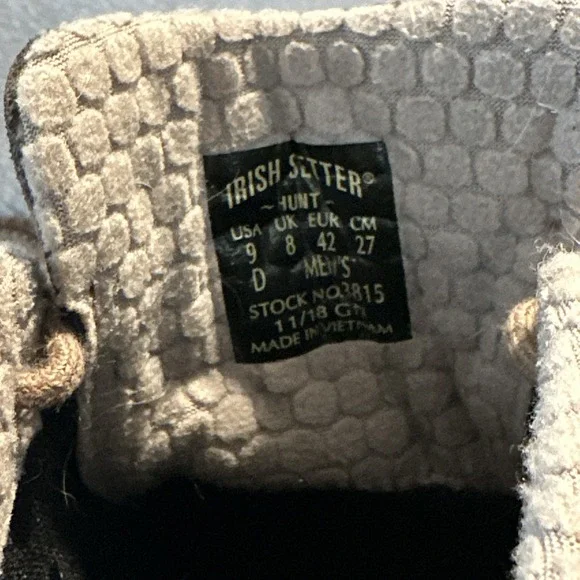 IRISH SETTER®
~HUNT~
USA UK EUR CM
9 8 42 27
D MEN'S
STOCK NO.3815
11/18 GTI
MADE IN VIETNAM